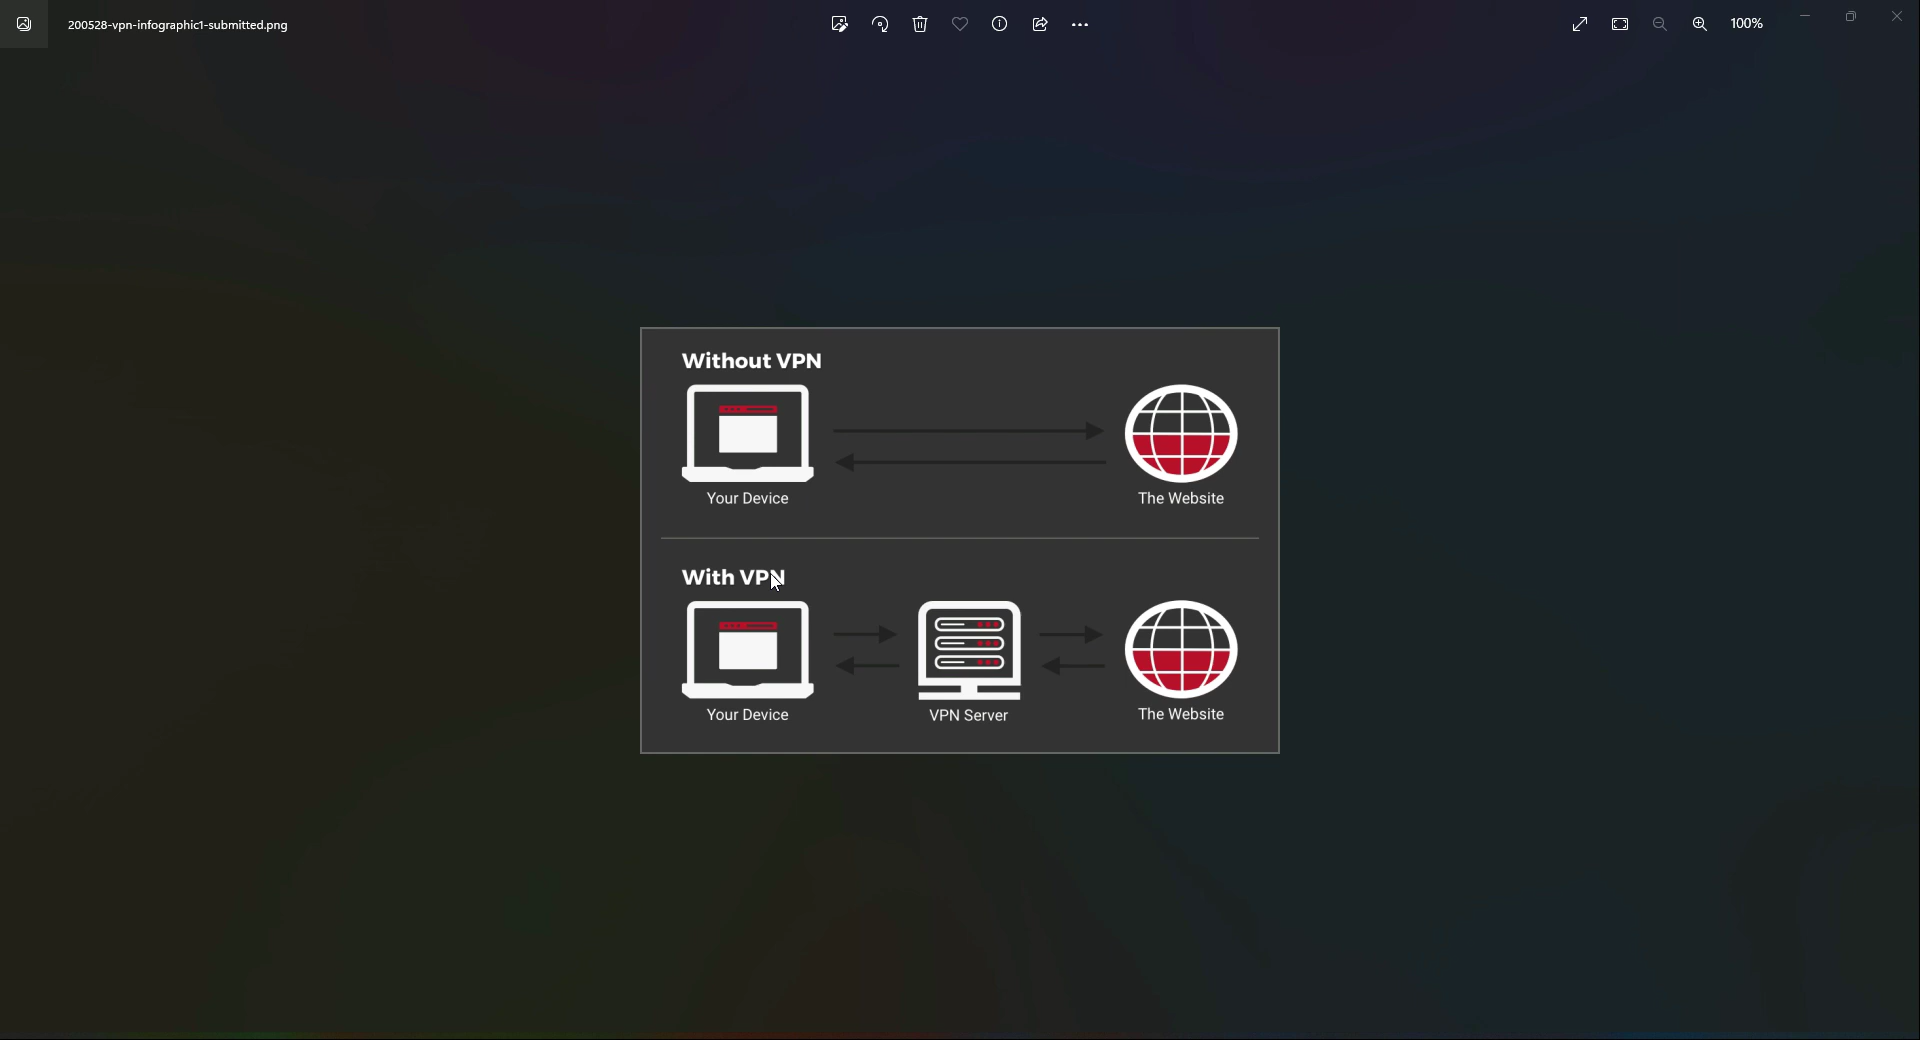 200528-vpn-infographic1-submitted.png
100%
Without VPN
Your Device
The Website
With VPN
Your Device
VPN Server
The Website